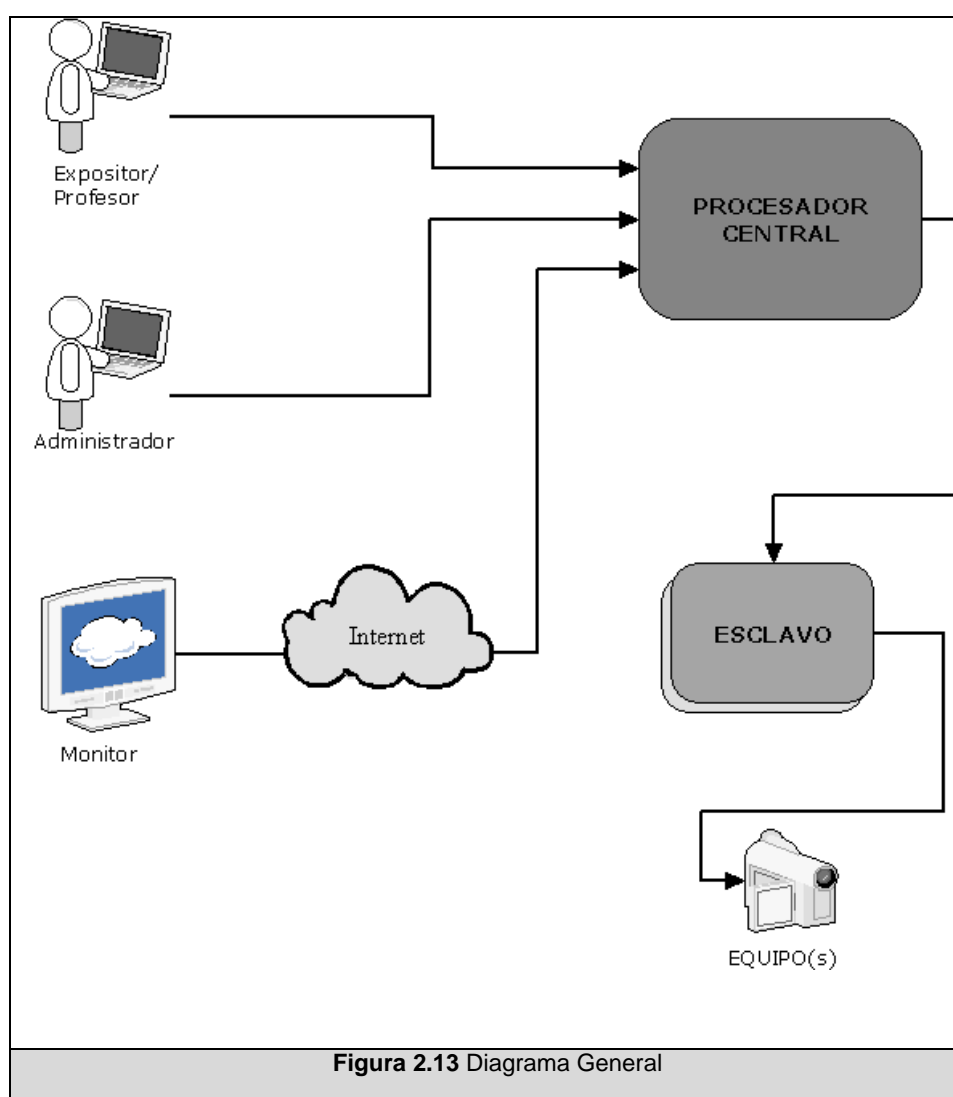 Expositor/
Profesor
PROCESADOR
CENTRAL
Administrador
Internet
ESCLAVO
Monitor
EQUIPO(s)
Figura 2.13 Diagrama General